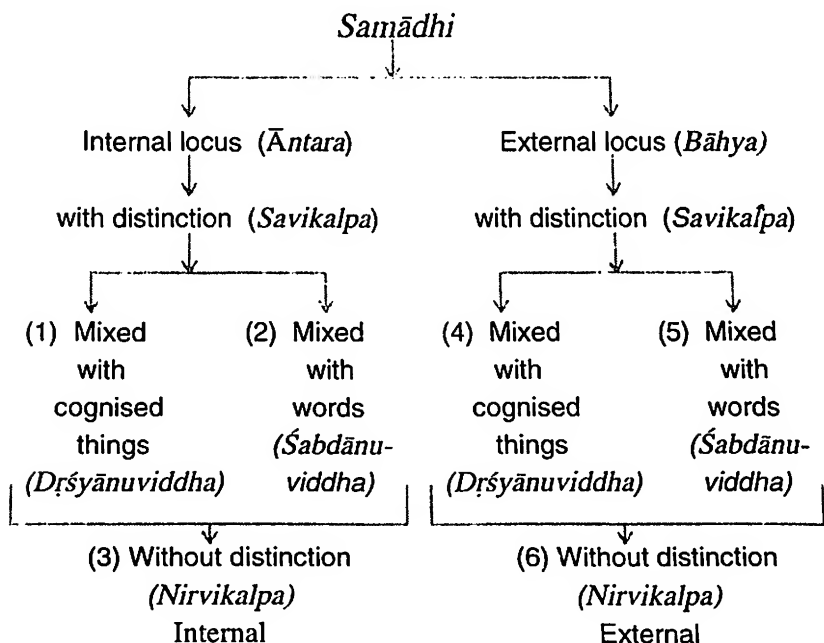 Samādhi
Internal locus (Āntara)
External locus (Bāhya)
with distinction (Savikalpa)
with distinction (Savikal̂pa)
(1) Mixed
with
cognised
things
(Dṛśyānuviddha)
(2) Mixed
with
words
(Śabdānu-
viddha)
(4) Mixed
with
cognised
things
(Dṛśyānuviddha)
(5) Mixed
with
words
(Śabdānu-
viddha)
(3) Without distinction
(Nirvikalpa)
Internal
(6) Without distinction
(Nirvikalpa)
External